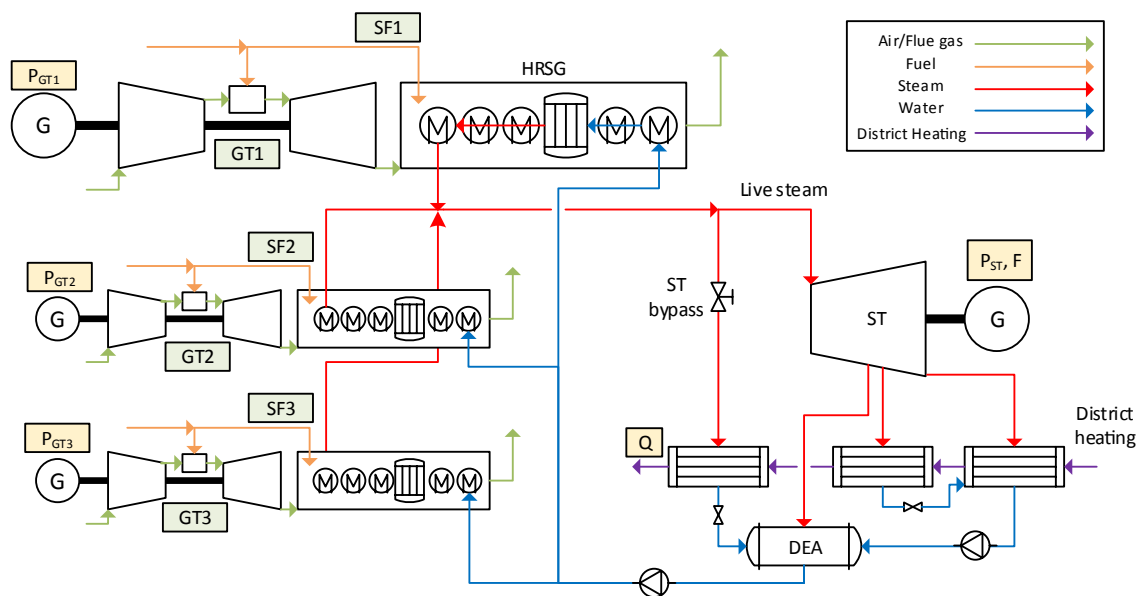 SF1
Air/Flue gas
Fuel
Steam
Water
District Heating
PGT1
HRSG
G
GT1
Live steam
SF2
PGT2
G
GT2
ST
bypass
ST
PST, F
G
SF3
PGT3
G
GT3
Q
District
heating
DEA